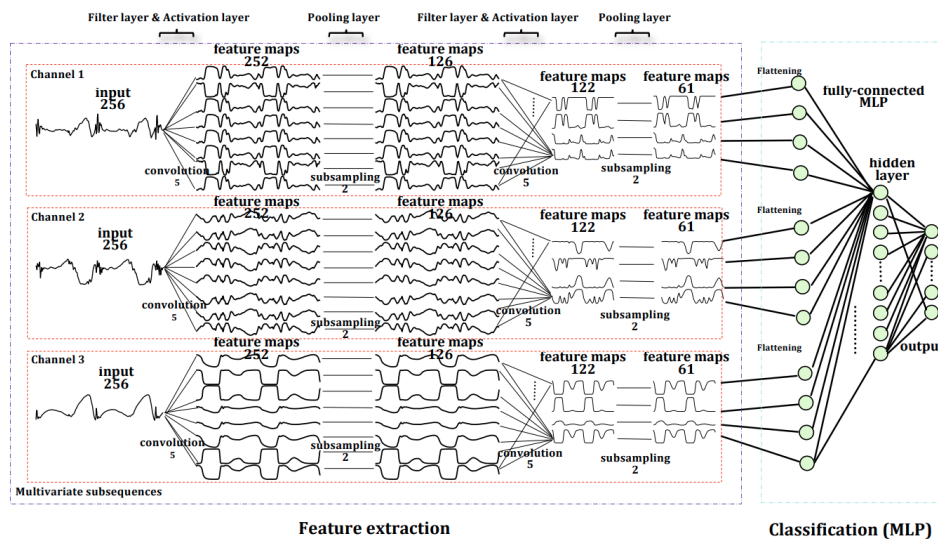 Filter layer & Activation layer
Pooling layer
Filter layer & Activation layer
Pooling layer
Channel 1
input
256
convolution
5
feature maps
252
subsampling
2
feature maps
126
convolution
5
feature maps
122
subsampling
2
feature maps
61
Channel 2
input
256
convolution
5
feature maps
252
subsampling
2
feature maps
126
convolution
5
feature maps
122
subsampling
2
feature maps
61
Channel 3
input
256
convolution
5
feature maps
252
subsampling
2
feature maps
126
convolution
5
feature maps
122
subsampling
2
feature maps
61
Multivariate subsequences
Flattening
Flattening
Flattening
fully-connected
MLP
hidden
layer
output
Feature extraction
Classification (MLP)